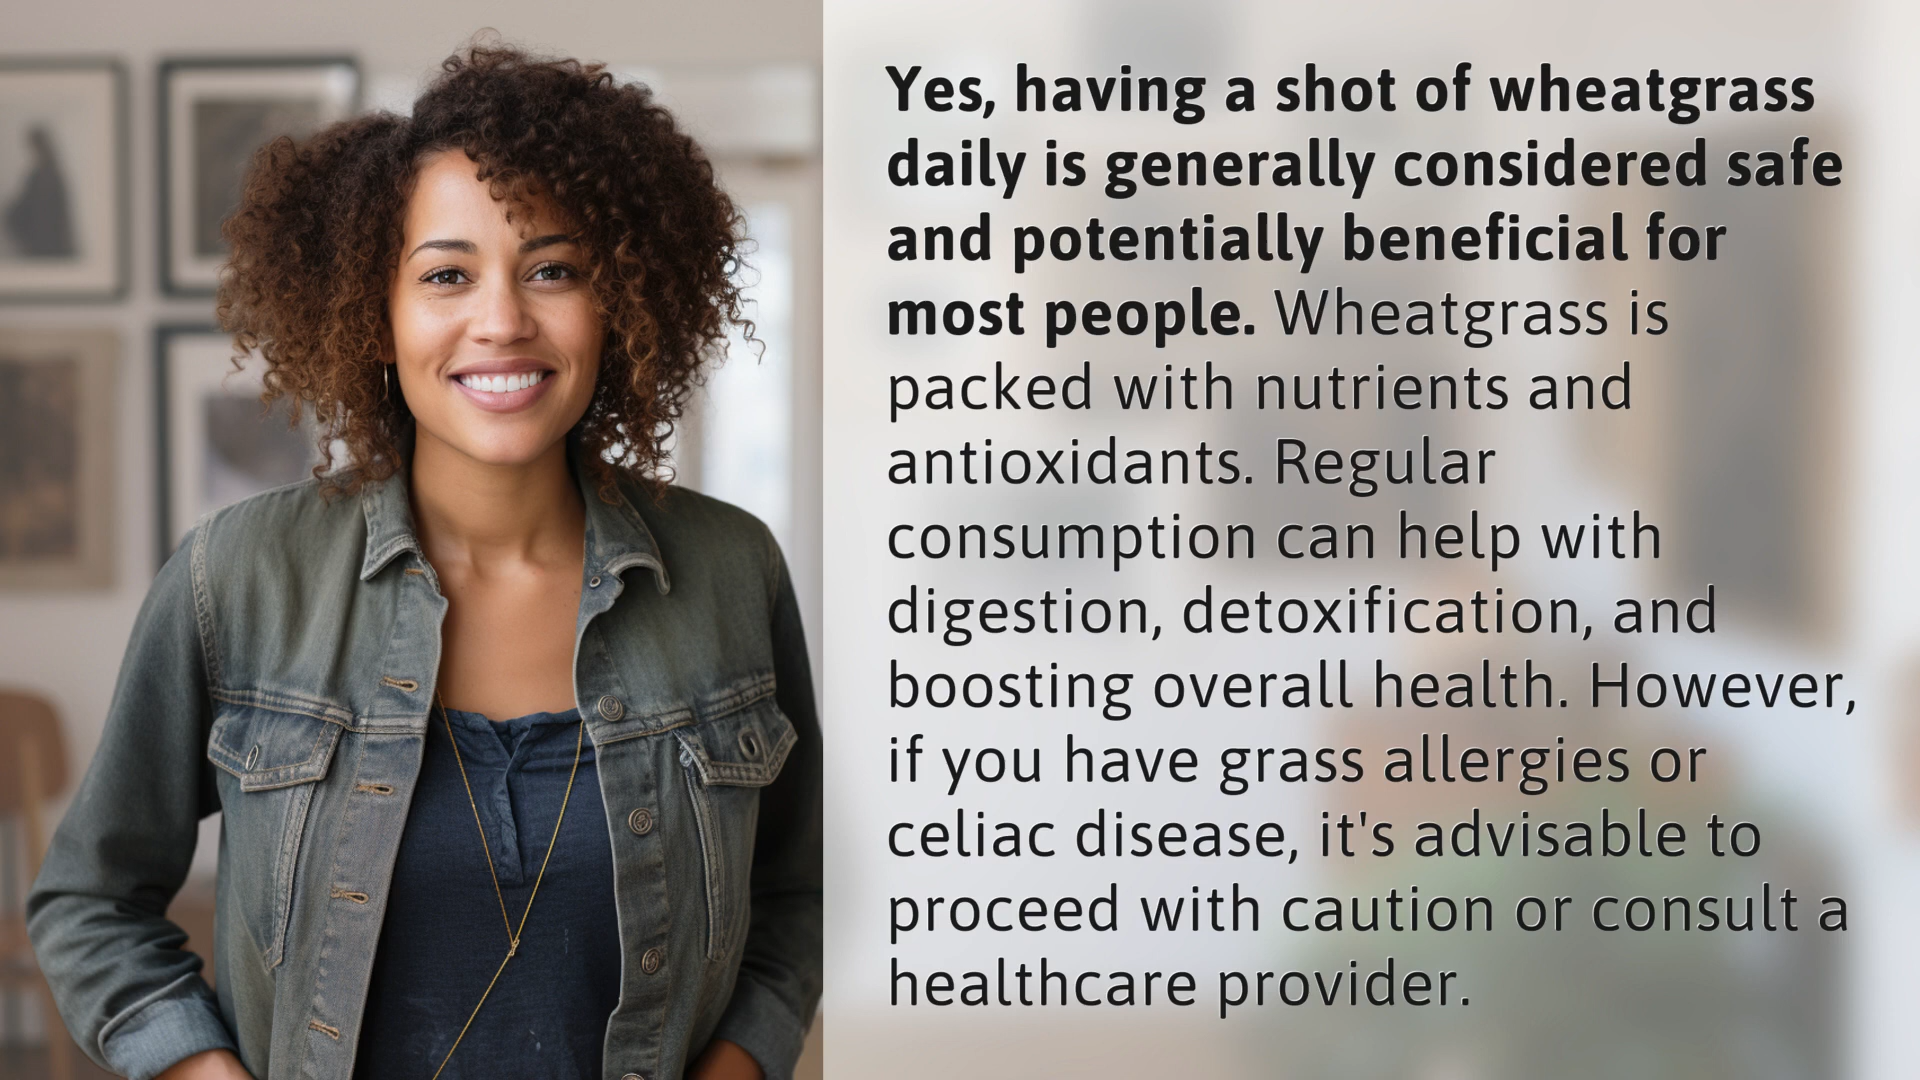 Yes, having a shot of wheatgrass
daily is generally considered safe
and potentially beneficial for
most people. Wheatgrass is
packed with nutrients and
antioxidants. Regular
consumption can help with
digestion, detoxification, and
boosting overall health. However,
if you have grass allergies or
celiac disease, it's advisable to
proceed with caution or consult a
healthcare provider.